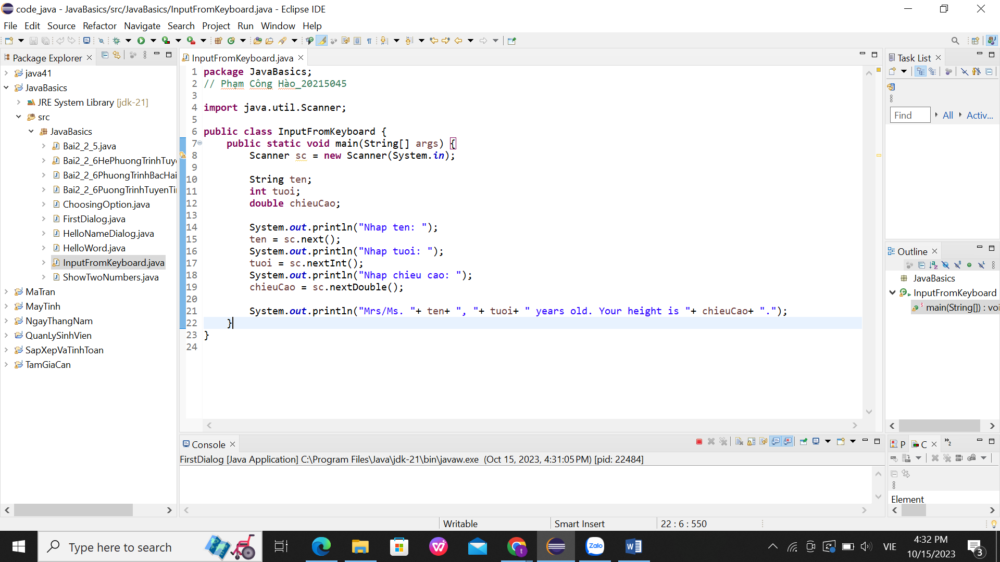 code_java - JavaBasics/src/JavaBasics/InputFromKeyboard.java - Eclipse IDE
File Edit Source Refactor Navigate Search Project Run Window Help
Package Explorer
java41
JavaBasics
JRE System Library [jdk-21]
src
JavaBasics
Bai2_2_5.java
Bai2_2_6HePhuongTrinhTuye
Bai2_2_6PhuongTrinhBacHai
Bai2_2_6PuongTrinhTuyenTi
ChoosingOption.java
FirstDialog.java
HelloNameDialog.java
HelloWord.java
InputFromKeyboard.java
ShowTwoNumbers.java
MaTran
MayTinh
NgayThangNam
QuanLySinhVien
SapXepVaTinhToan
TamGiaCan
InputFromKeyboard.java
1 package JavaBasics;
2 // Phạm Công Hào_20215045
3
4 import java.util.Scanner;
5
6 public class InputFromKeyboard {
7 public static void main(String[] args) {
8 Scanner sc = new Scanner(System.in);
9
10 String ten;
11 int tuoi;
12 double chieuCao;
13
14 System.out.println("Nhap ten: ");
15 ten = sc.next();
16 System.out.println("Nhap tuoi: ");
17 tuoi = sc.nextInt();
18 System.out.println("Nhap chieu cao: ");
19 chieuCao = sc.nextDouble();
20
21 System.out.println("Mrs/Ms. "+ ten+ ", "+ tuoi+ " years old. Your height is "+ chieuCao+ ".");
22 }
23 }
24
Console
FirstDialog [Java Application] C:\Program Files\Java\jdk-21\bin\javaw.exe (Oct 15, 2023, 4:31:05 PM) [pid: 22484]
Task List
Find All Activ...
Outline
JavaBasics
InputFromKeyboard
main(String[]) : voi
P C
Element
Writable Smart Insert 22 : 6 : 550
Type here to search
Zalo
VIE
4:32 PM
10/15/2023
3